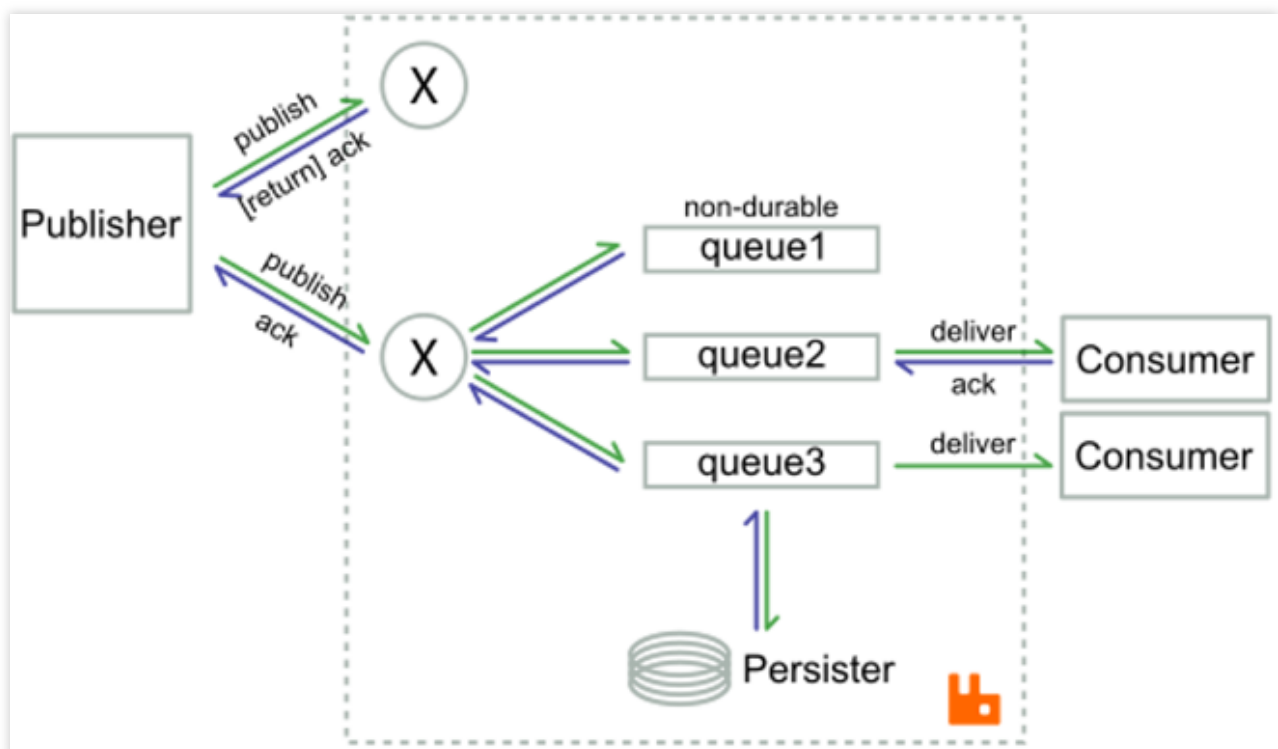 X
publish
[return] ack
Publisher
publish
ack
X
non-durable
queue1
queue2
deliver
ack
Consumer
queue3
deliver
Consumer
Persister